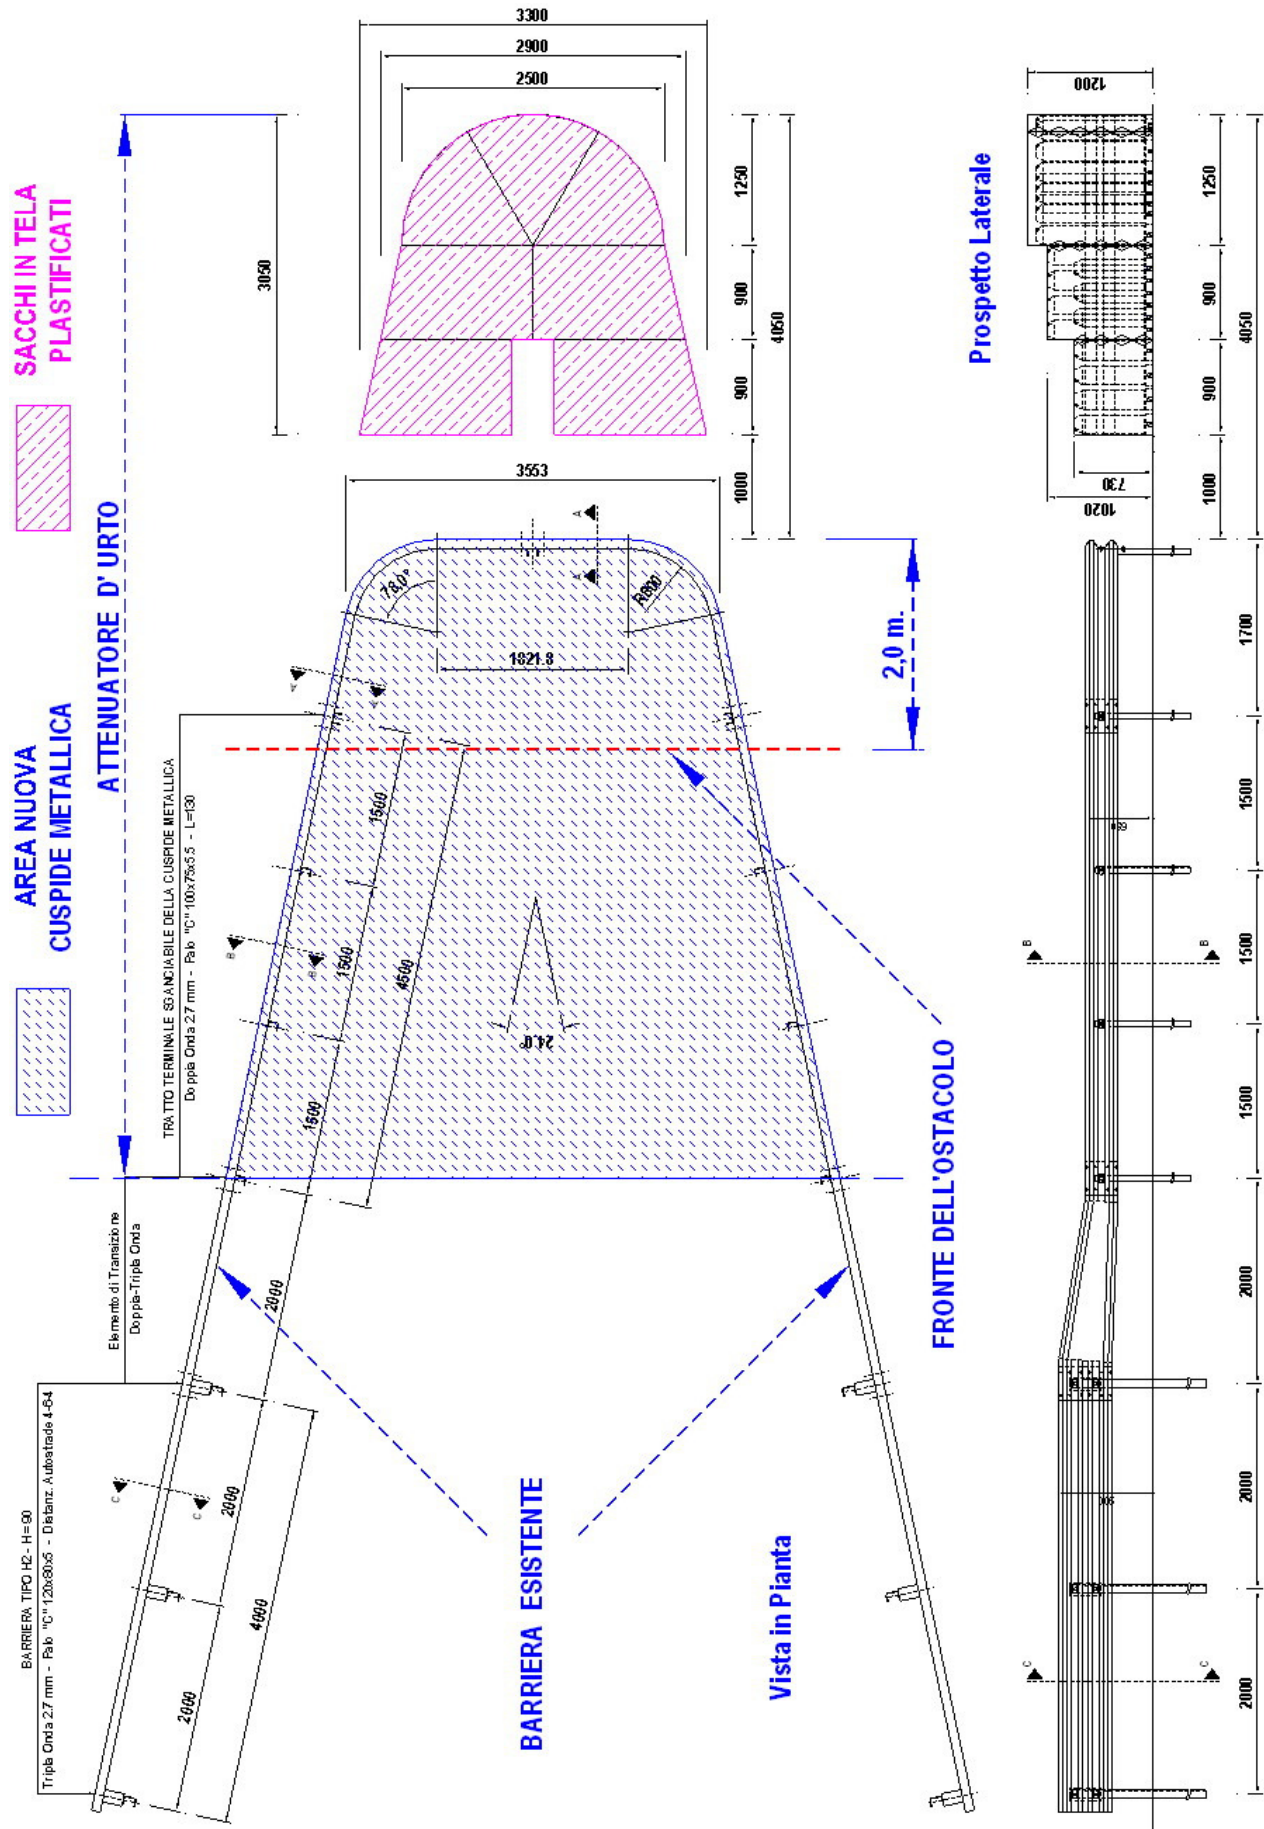 SACCHI IN TELA
PLASTIFICATI
AREA NUOVA
CUSPIDE METALLICA
ATTENUATORE D' URTO
3300
2900
2500
3050
1250
900
900
1000
4050
3553
78.0°
R800
1821.8
A
A
2,0 m.
TRATTO TERMINALE SGANCIABILE DELLA CUSPIDE METALLICA
Doppia Onda 2.7 mm - Palo "C" 100x75x5.5 - L=130
1500
1500
1500
4500
B
B
24.0°
FRONTE DELL'OSTACOLO
Elemento di Transizione
Doppia-Tripla Onda
2000
2000
2000
4000
BARRIERA TIPO H2 - H=90
Tripla Onda 2.7 mm - Palo "C" 120x80x5 - Distanz. Autostrade 4-64
C
C
BARRIERA ESISTENTE
Vista in Pianta
Prospetto Laterale
1200
1250
900
900
4050
1000
730
1020
1700
1500
1500
1500
2000
2000
2000
B
B
C
C